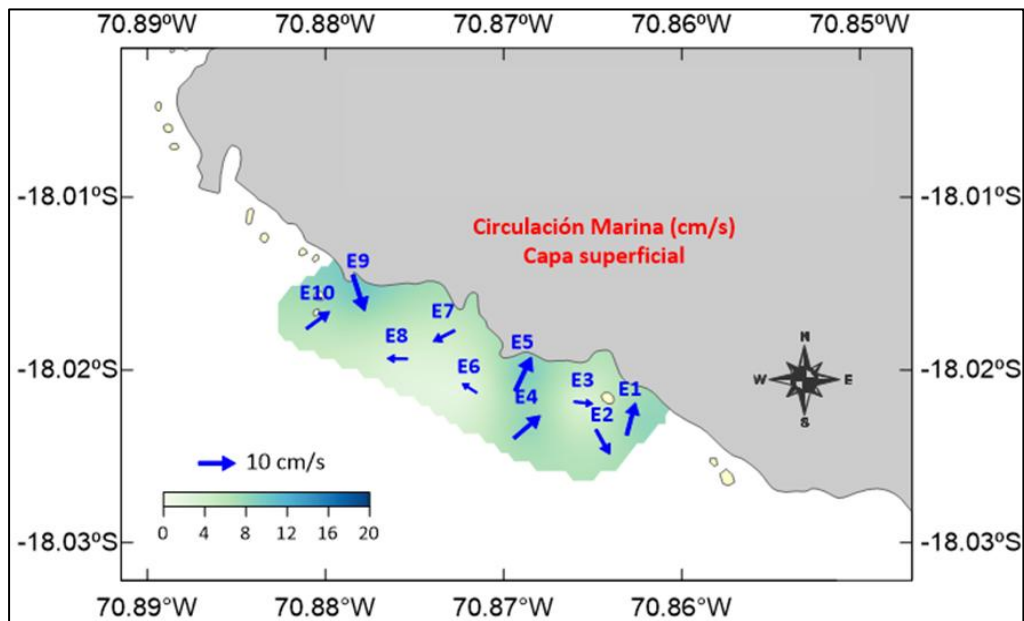 70.89ºW 70.88ºW 70.87ºW 70.86ºW 70.85ºW
-18.01ºS -18.01ºS
Circulación Marina (cm/s)
Capa superficial
E9
E10
E7
E8
E5
E6
E3
E1
E4
E2
N
W E
S
-18.02ºS -18.02ºS
10 cm/s
0 4 8 12 16 20
-18.03ºS -18.03ºS
70.89ºW 70.88ºW 70.87°W 70.86ºW